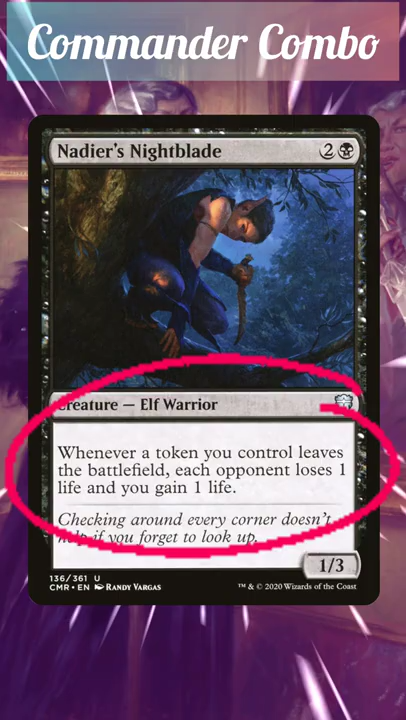 Commander Combo
Nadier's Nightblade 2
Creature — Elf Warrior
Whenever a token you control leaves
the battlefield, each opponent loses 1
life and you gain 1 life.
Checking around every corner doesn't
help if you forget to look up.
1/3
136/361 U
CMR • EN RANDY VARGAS
™ & © 2020 Wizards of the Coast